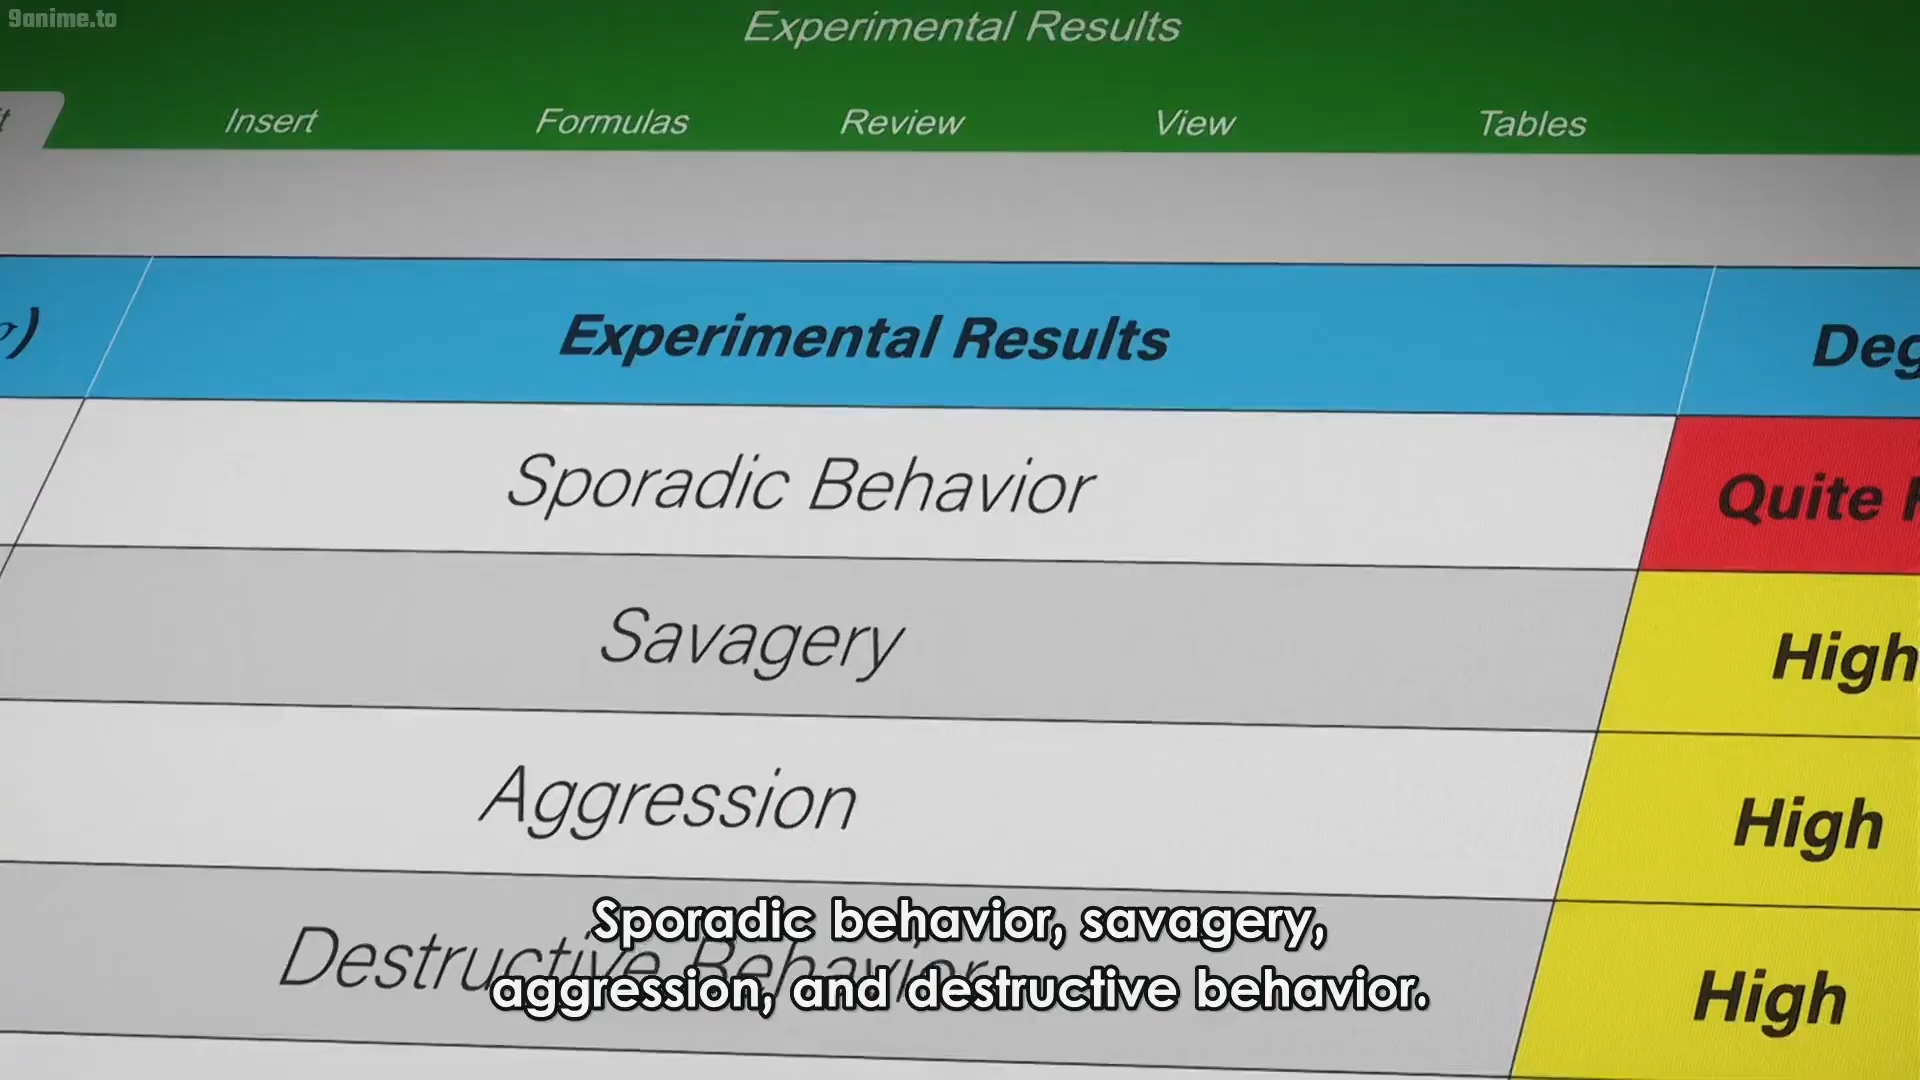 9anime.to
Experimental Results
Insert Formulas Review View Tables
Experimental Results
Sporadic Behavior Quite
Savagery High
Aggression High
Destructive Behavior High
Sporadic behavior, savagery,
aggression, and destructive behavior.